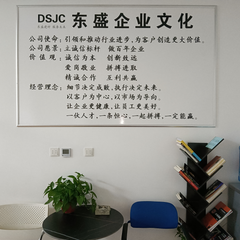 DSJC 东盛企业文化
公司使命：引领和推动行业进步，为客户创造更大价值。
公司愿景：立诚信标杆 做百年企业
价值观：诚信为本 创新致远
爱岗敬业 拼搏进取
精诚合作 互利共赢
经营理念：细节决定成败，执行决定未来。
以客户为中心，以市场为导向。
让企业更健康，让员工更美好。
一伙人才，一条恒心，一起拼搏，一定能赢。